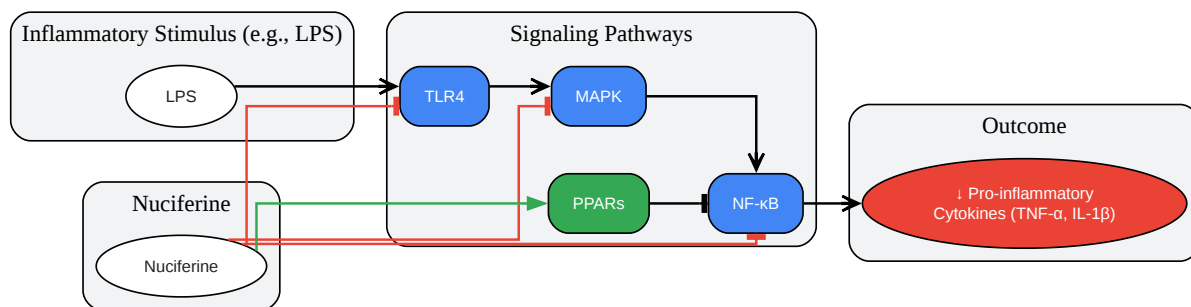 Inflammatory Stimulus (e.g., LPS)
LPS
Signaling Pathways
TLR4
MAPK
PPARs
NF-κB
Nuciferine
Nuciferine
Outcome
↓ Pro-inflammatory
Cytokines (TNF-α, IL-1β)